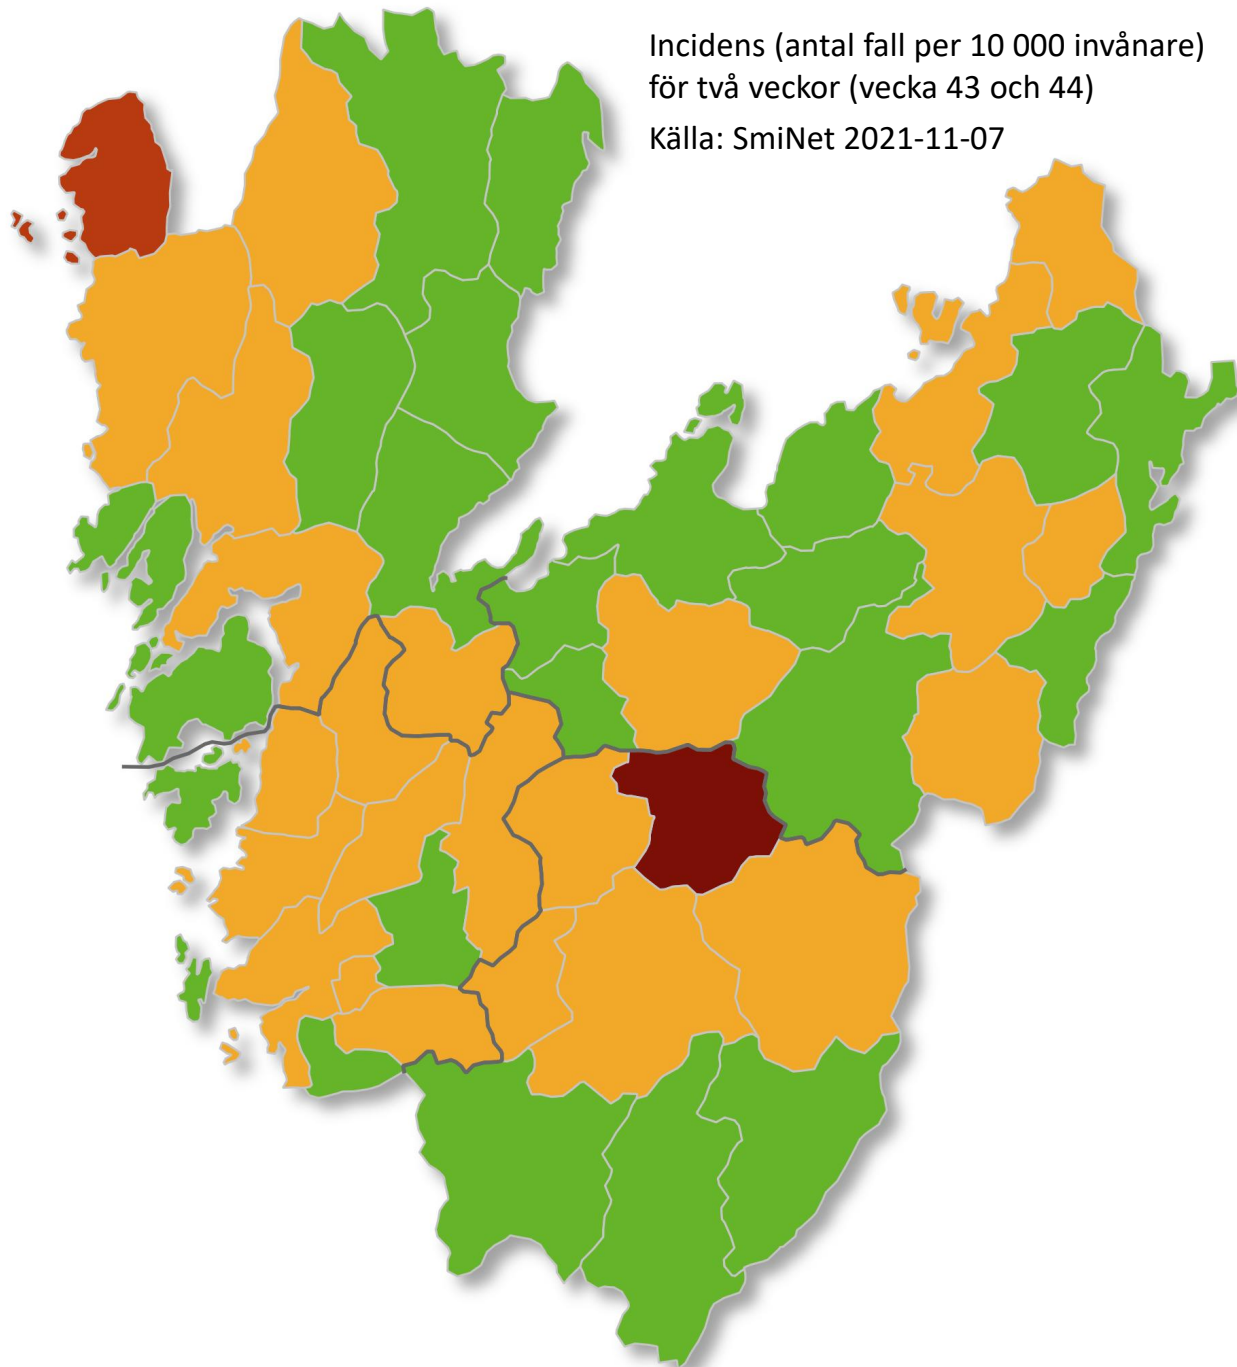 Incidens (antal fall per 10 000 invånare)
för två veckor (vecka 43 och 44)
Källa: SmiNet 2021-11-07